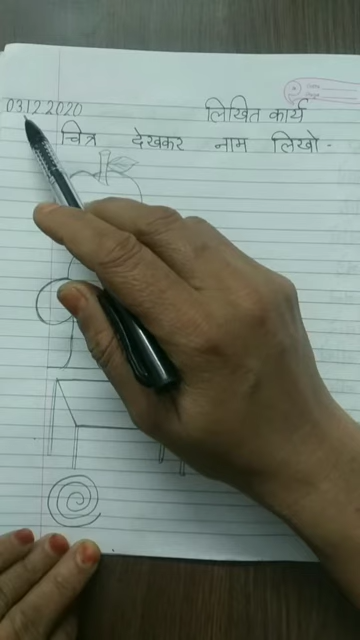 03.12.2020 लिखित कार्य
चित्र देखकर नाम लिखो -